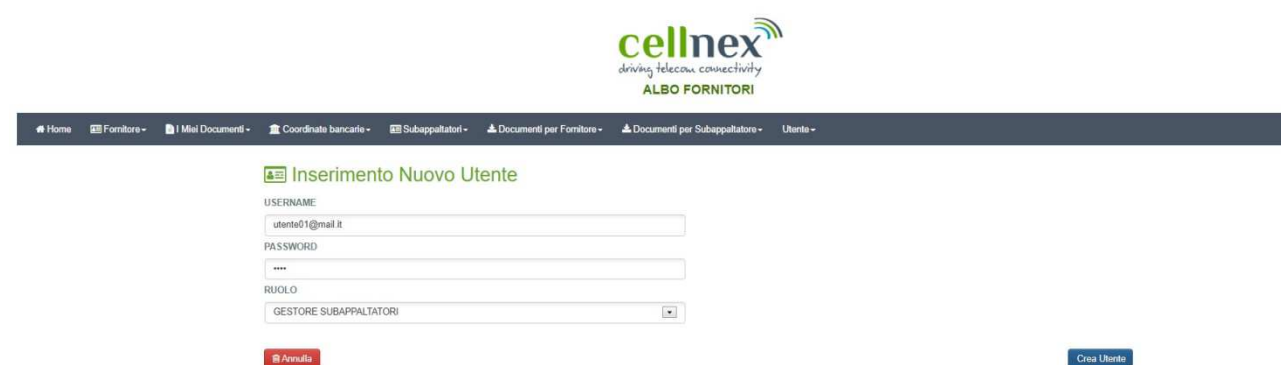 cellnex
driving telecom connectivity
ALBO FORNITORI
Home Fornitore I Miei Documenti Coordinate bancarie Subappaltatori Documenti per Fornitore Documenti per Subappaltatore Utente
Inserimento Nuovo Utente
USERNAME
utente01@mail.it
PASSWORD
••••
RUOLO
GESTORE SUBAPPALTATORI
Annulla Crea Utente